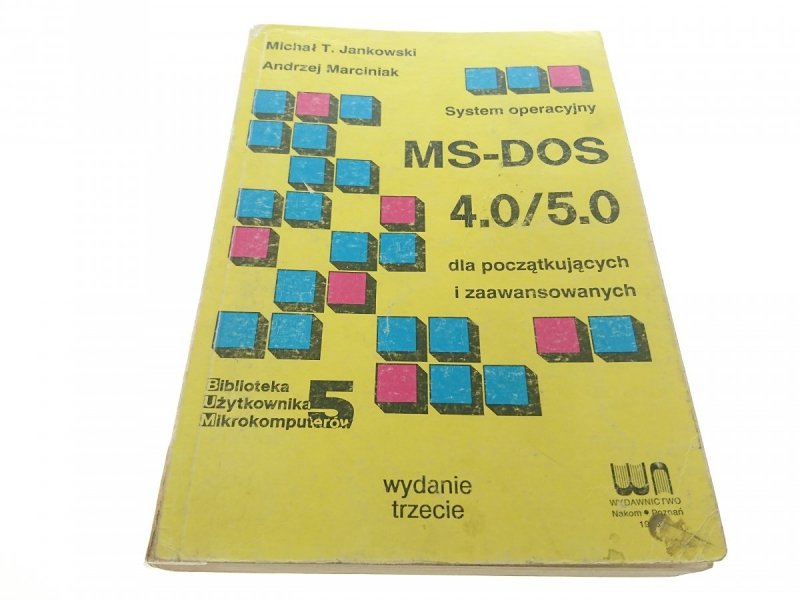 Michał T. Jankowski
Andrzej Marciniak
System operacyjny
MS-DOS
4.0/5.0
dla początkujących
i zaawansowanych
Biblioteka
Użytkownika
Mikrokomputerów
5
wydanie
trzecie
WN
WYDAWNICTWO
Nakom • Poznań